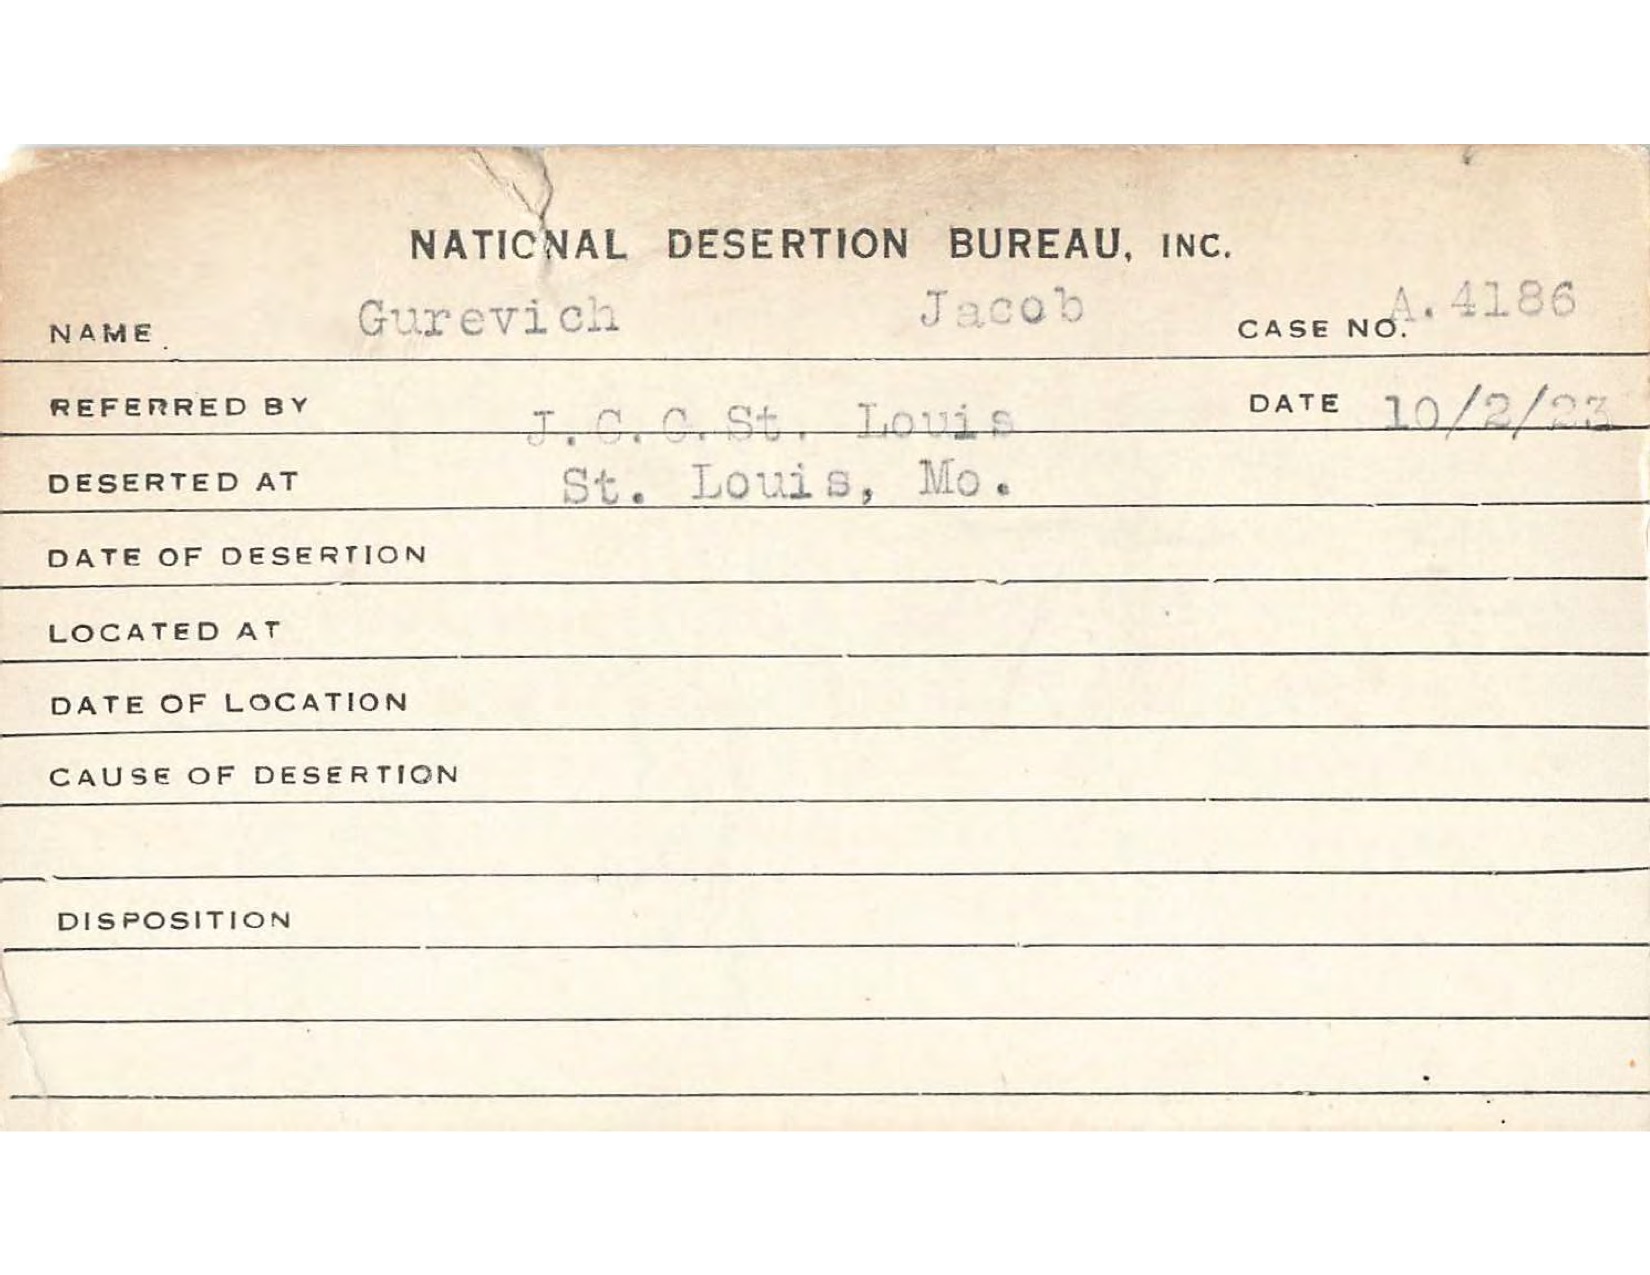 NATIONAL DESERTION BUREAU, INC.
NAME Gurevich Jacob CASE NO. A.4186
REFERRED BY J.C.C.St. Louis DATE 10/2/23
DESERTED AT St. Louis, Mo.
DATE OF DESERTION
LOCATED AT
DATE OF LOCATION
CAUSE OF DESERTION
DISPOSITION